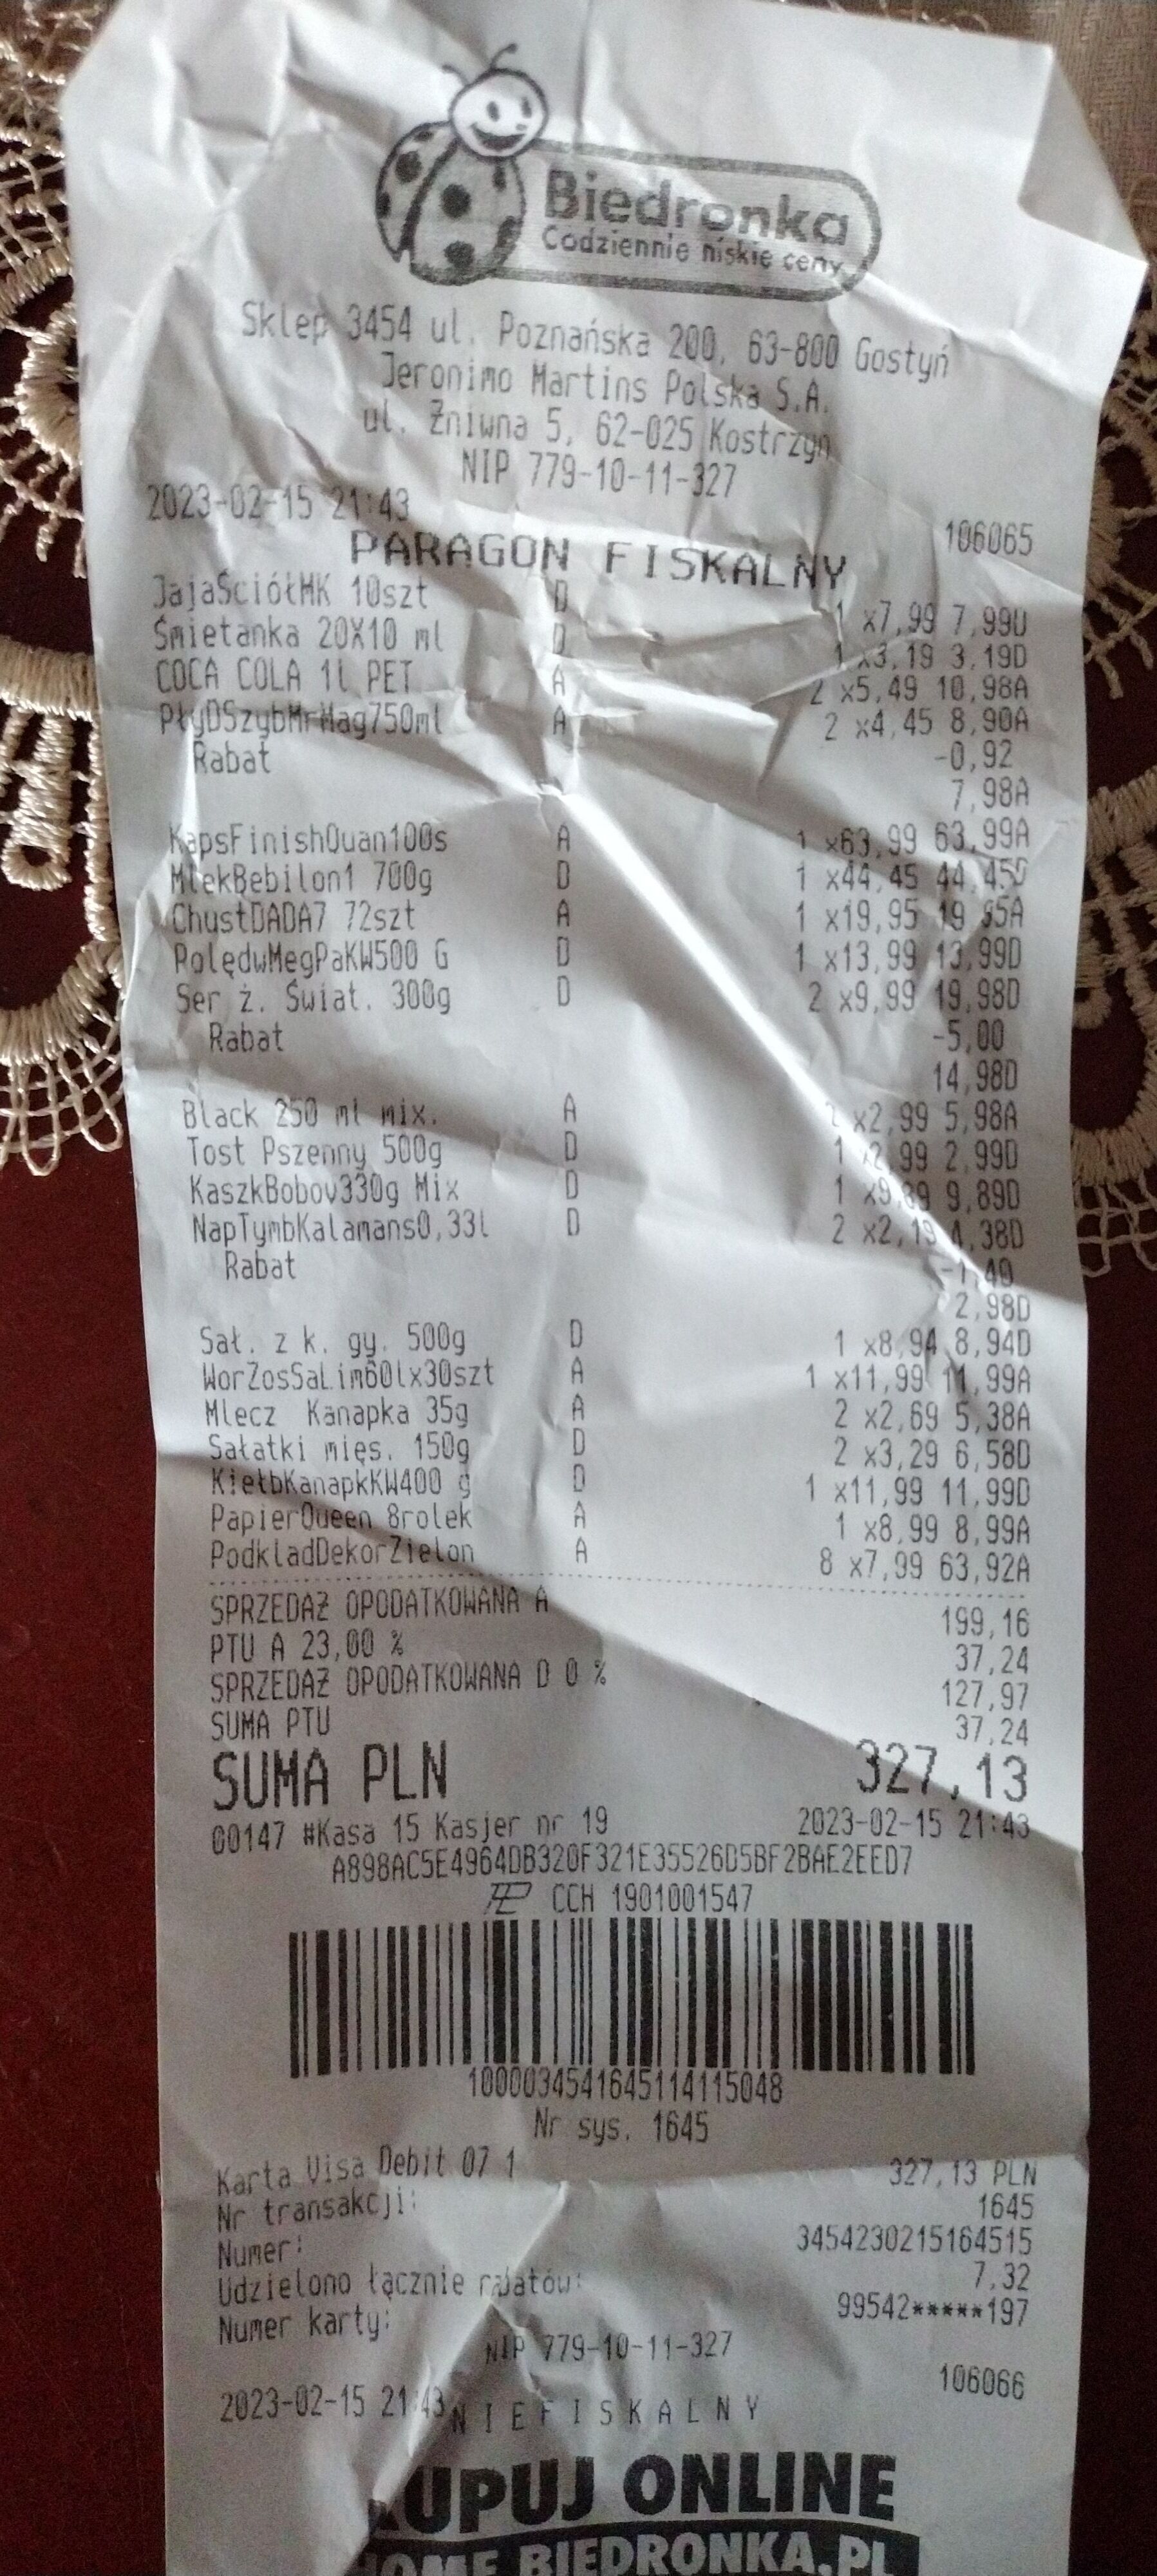 Biedronka
Codziennie niskie ceny
Sklep 3454 ul. Poznańska 200, 63-800 Gostyń
Jeronimo Martins Polska S.A.
ul. Żniwna 5, 62-025 Kostrzyn
NIP 779-10-11-327
2023-02-15 21:43 106065
PARAGON FISKALNY
JajaŚciółMK 10szt D 1 x7,99 7,99D
Śmietanka 20X10 ml D 1 x3,19 3,19D
COCA COLA 1l PET A 2 x5,49 10,98A
PłyDSzybMrMag750ml A 2 x4,45 8,90A
Rabat -0,92
7,98A
KapsFinishQuan100s A 1 x63,99 63,99A
MlekBebilon1 700g D 1 x44,45 44,45D
ChustDADA7 72szt A 1 x19,95 19,95A
PolędwMegPaKW500 G D 1 x13,99 13,99D
Ser ż. Świat. 300g D 2 x9,99 19,98D
Rabat -5,00
14,98D
Black 250 ml mix. A 2 x2,99 5,98A
Tost Pszenny 500g D 1 x2,99 2,99D
KaszkBobov330g Mix D 1 x9,89 9,89D
NapTymbKalamans0,33l D 2 x2,19 4,38D
Rabat -1,40
2,98D
Sał. z k. gy. 500g D 1 x8,94 8,94D
WorZosSaLim60lx30szt A 1 x11,99 11,99A
Mlecz Kanapka 35g A 2 x2,69 5,38A
Sałatki mięs. 150g D 2 x3,29 6,58D
KiełbKanapkKW400 g D 1 x11,99 11,99D
PapierQueen 8rolek A 1 x8,99 8,99A
PodkladDekorZielon A 8 x7,99 63,92A
SPRZEDAŻ OPODATKOWANA A 199,16
PTU A 23,00 % 37,24
SPRZEDAŻ OPODATKOWANA D 0 % 127,97
SUMA PTU 37,24
SUMA PLN 327,13
00147 #Kasa 15 Kasjer nr 19 2023-02-15 21:43
A898AC5E4964DB320F321E35526D5BF2BAE2EED7
CCH 1901001547
1000034541645114115048
Nr sys. 1645
Karta Visa Debit 07 1 327,13 PLN
Nr transakcji: 1645
Numer: 3454230215164515
Udzielono łącznie rabatów: 7,32
Numer karty: 99542*****197
NIP 779-10-11-327
2023-02-15 21:43 106066
NIEFISKALNY
KUPUJ ONLINE
HOME.BIEDRONKA.PL